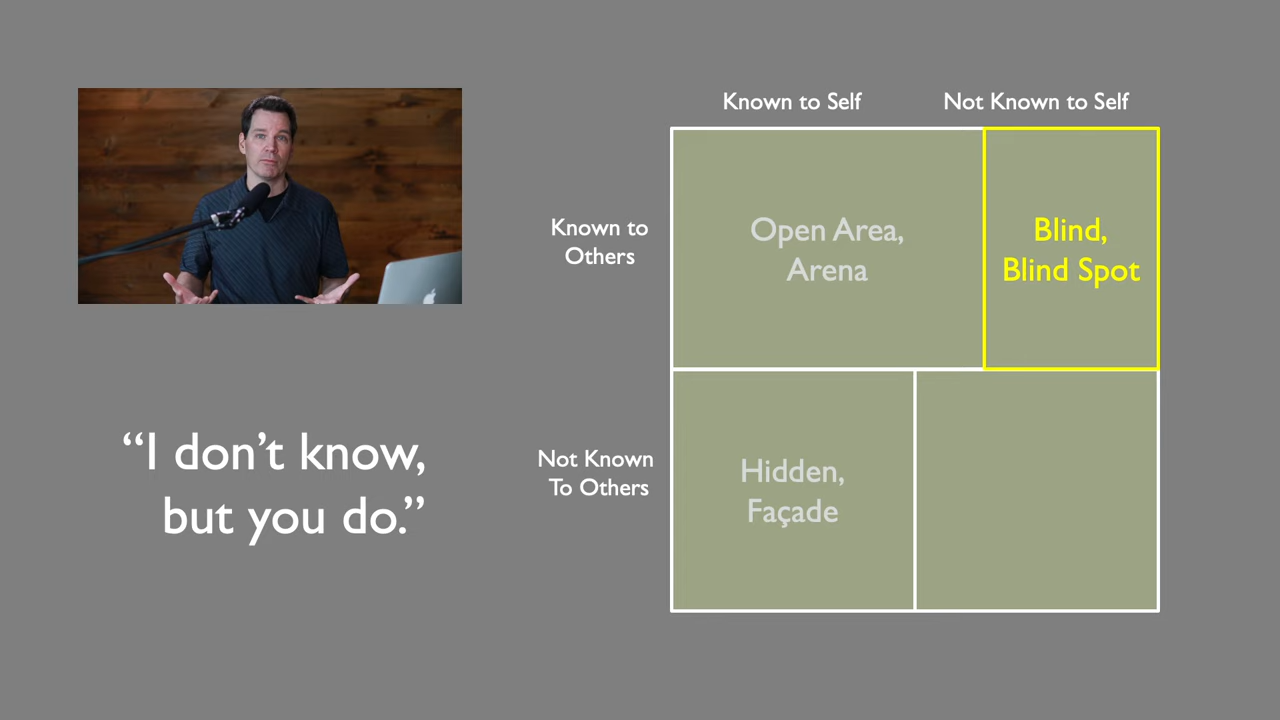 Known to Self
Not Known to Self
Known to
Others
Open Area,
Arena
Blind,
Blind Spot
“I don’t know,
but you do.”
Not Known
To Others
Hidden,
Façade